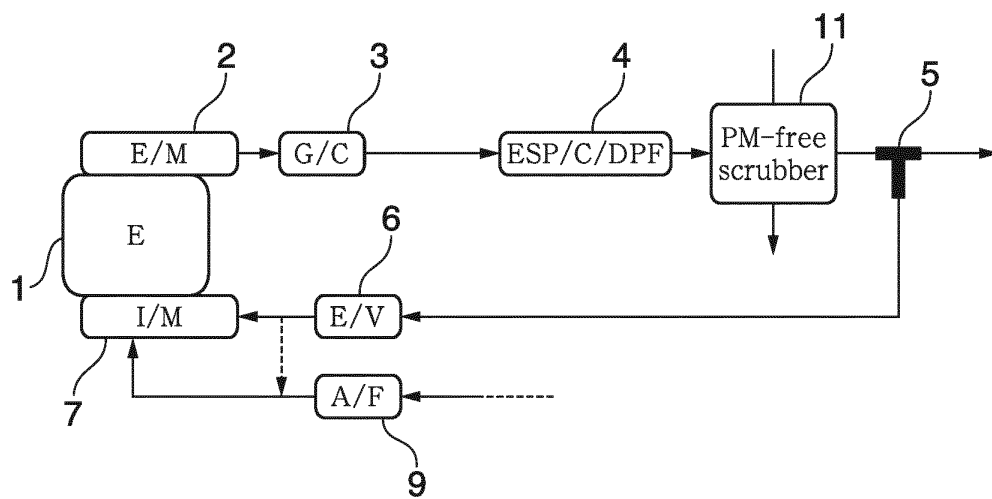 2
3
4
11
5
E/M
G/C
ESP/C/DPF
PM-free
scrubber
E
1
6
I/M
E/V
7
A/F
9